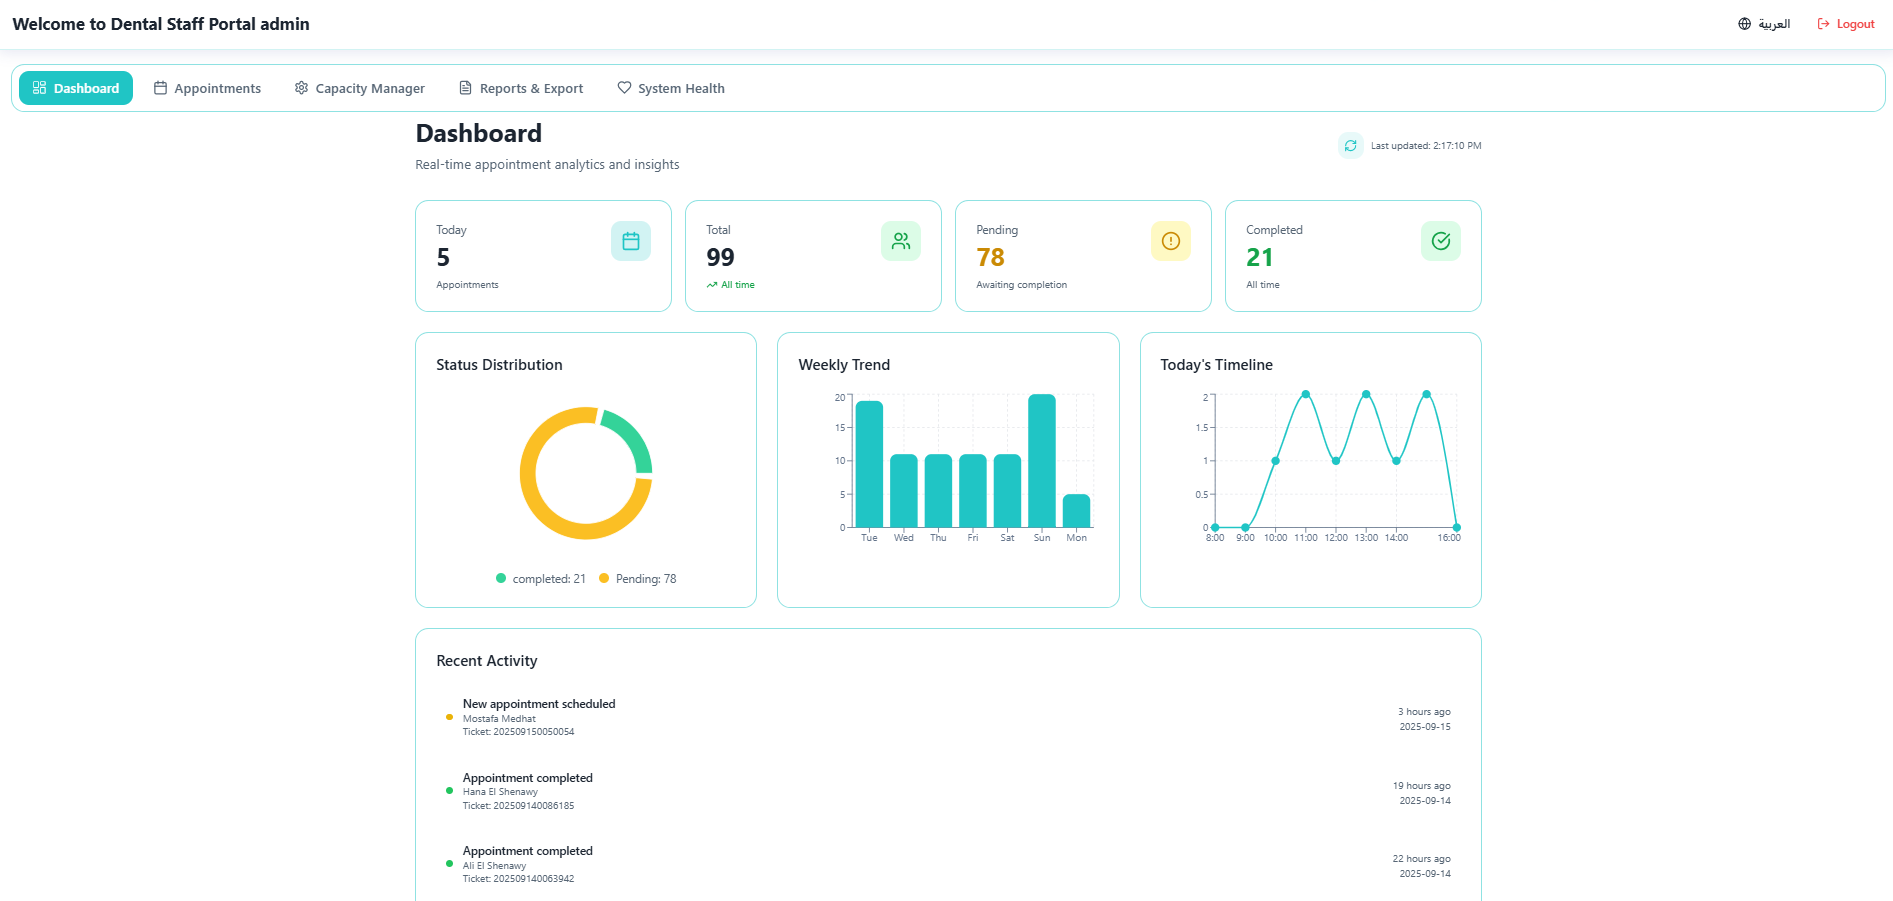 Welcome to Dental Staff Portal admin
العربية
Logout
Dashboard
Appointments
Capacity Manager
Reports & Export
System Health
Dashboard
Real-time appointment analytics and insights
Last updated: 2:17:10 PM
Today
5
Appointments
Total
99
All time
Pending
78
Awaiting completion
Completed
21
All time
Status Distribution
completed: 21
Pending: 78
Weekly Trend
20
15
10
5
0
Tue Wed Thu Fri Sat Sun Mon
Today's Timeline
2
1.5
1
0.5
0
8:00 9:00 10:00 11:00 12:00 13:00 14:00 16:00
Recent Activity
New appointment scheduled
Mostafa Medhat
Ticket: 202509150050054
3 hours ago
2025-09-15
Appointment completed
Hana El Shenawy
Ticket: 202509140086185
19 hours ago
2025-09-14
Appointment completed
Ali El Shenawy
Ticket: 202509140063942
22 hours ago
2025-09-14